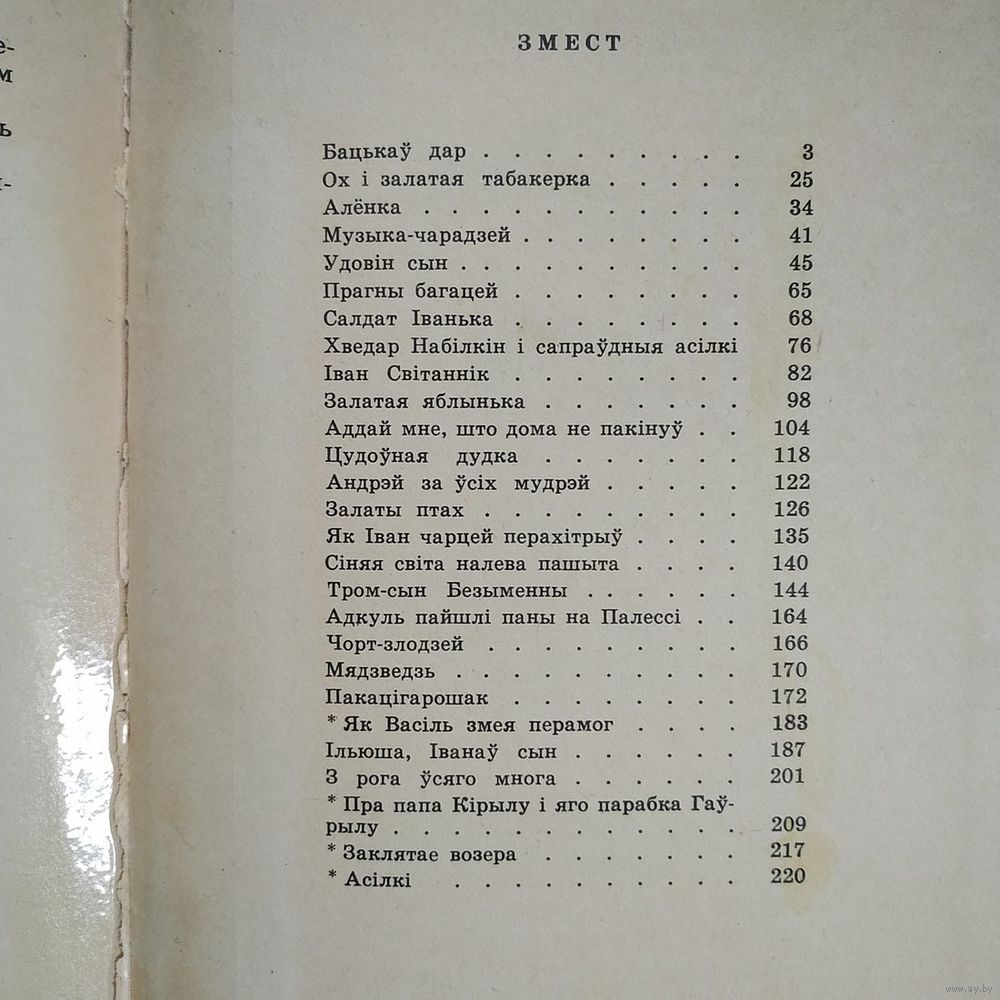 е-
м
ь
ЗМЕСТ
Бацькаў дар . . . . . . . . . 3
Ох і залатая табакерка . . . . . 25
Алёнка . . . . . . . . . . . 34
Музыка-чарадзей . . . . . . . . 41
Удовін сын . . . . . . . . . . 45
Прагны багацей . . . . . . . . 65
Салдат Іванька . . . . . . . . 68
Хведар Набілкін і сапраўдныя асілкі 76
Іван Світаннік . . . . . . . . 82
Залатая яблынька . . . . . . . 98
Аддай мне, што дома не пакінуў . . 104
Цудоўная дудка . . . . . . . 118
Андрэй за ўсіх мудрэй . . . . . 122
Залаты птах . . . . . . . . . 126
Як Іван чарцей перахітрыў . . . . 135
Сіняя світа налева пашыта . . . . 140
Тром-сын Безыменны . . . . . . 144
Адкуль пайшлі паны на Палессі . . 164
Чорт-злодзей . . . . . . . . . 166
Мядзведзь . . . . . . . . . . 170
Пакацігарошак . . . . . . . . 172
* Як Васіль змея перамог . . . . 183
Ільюша, Іванаў сын . . . . . . 187
З рога ўсяго многа . . . . . . 201
* Пра папа Кірылу і яго парабка Гаў-
рылу . . . . . . . . . . . . 209
* Заклятае возера . . . . . . . 217
* Асілкі . . . . . . . . . . 220
www.ay.by